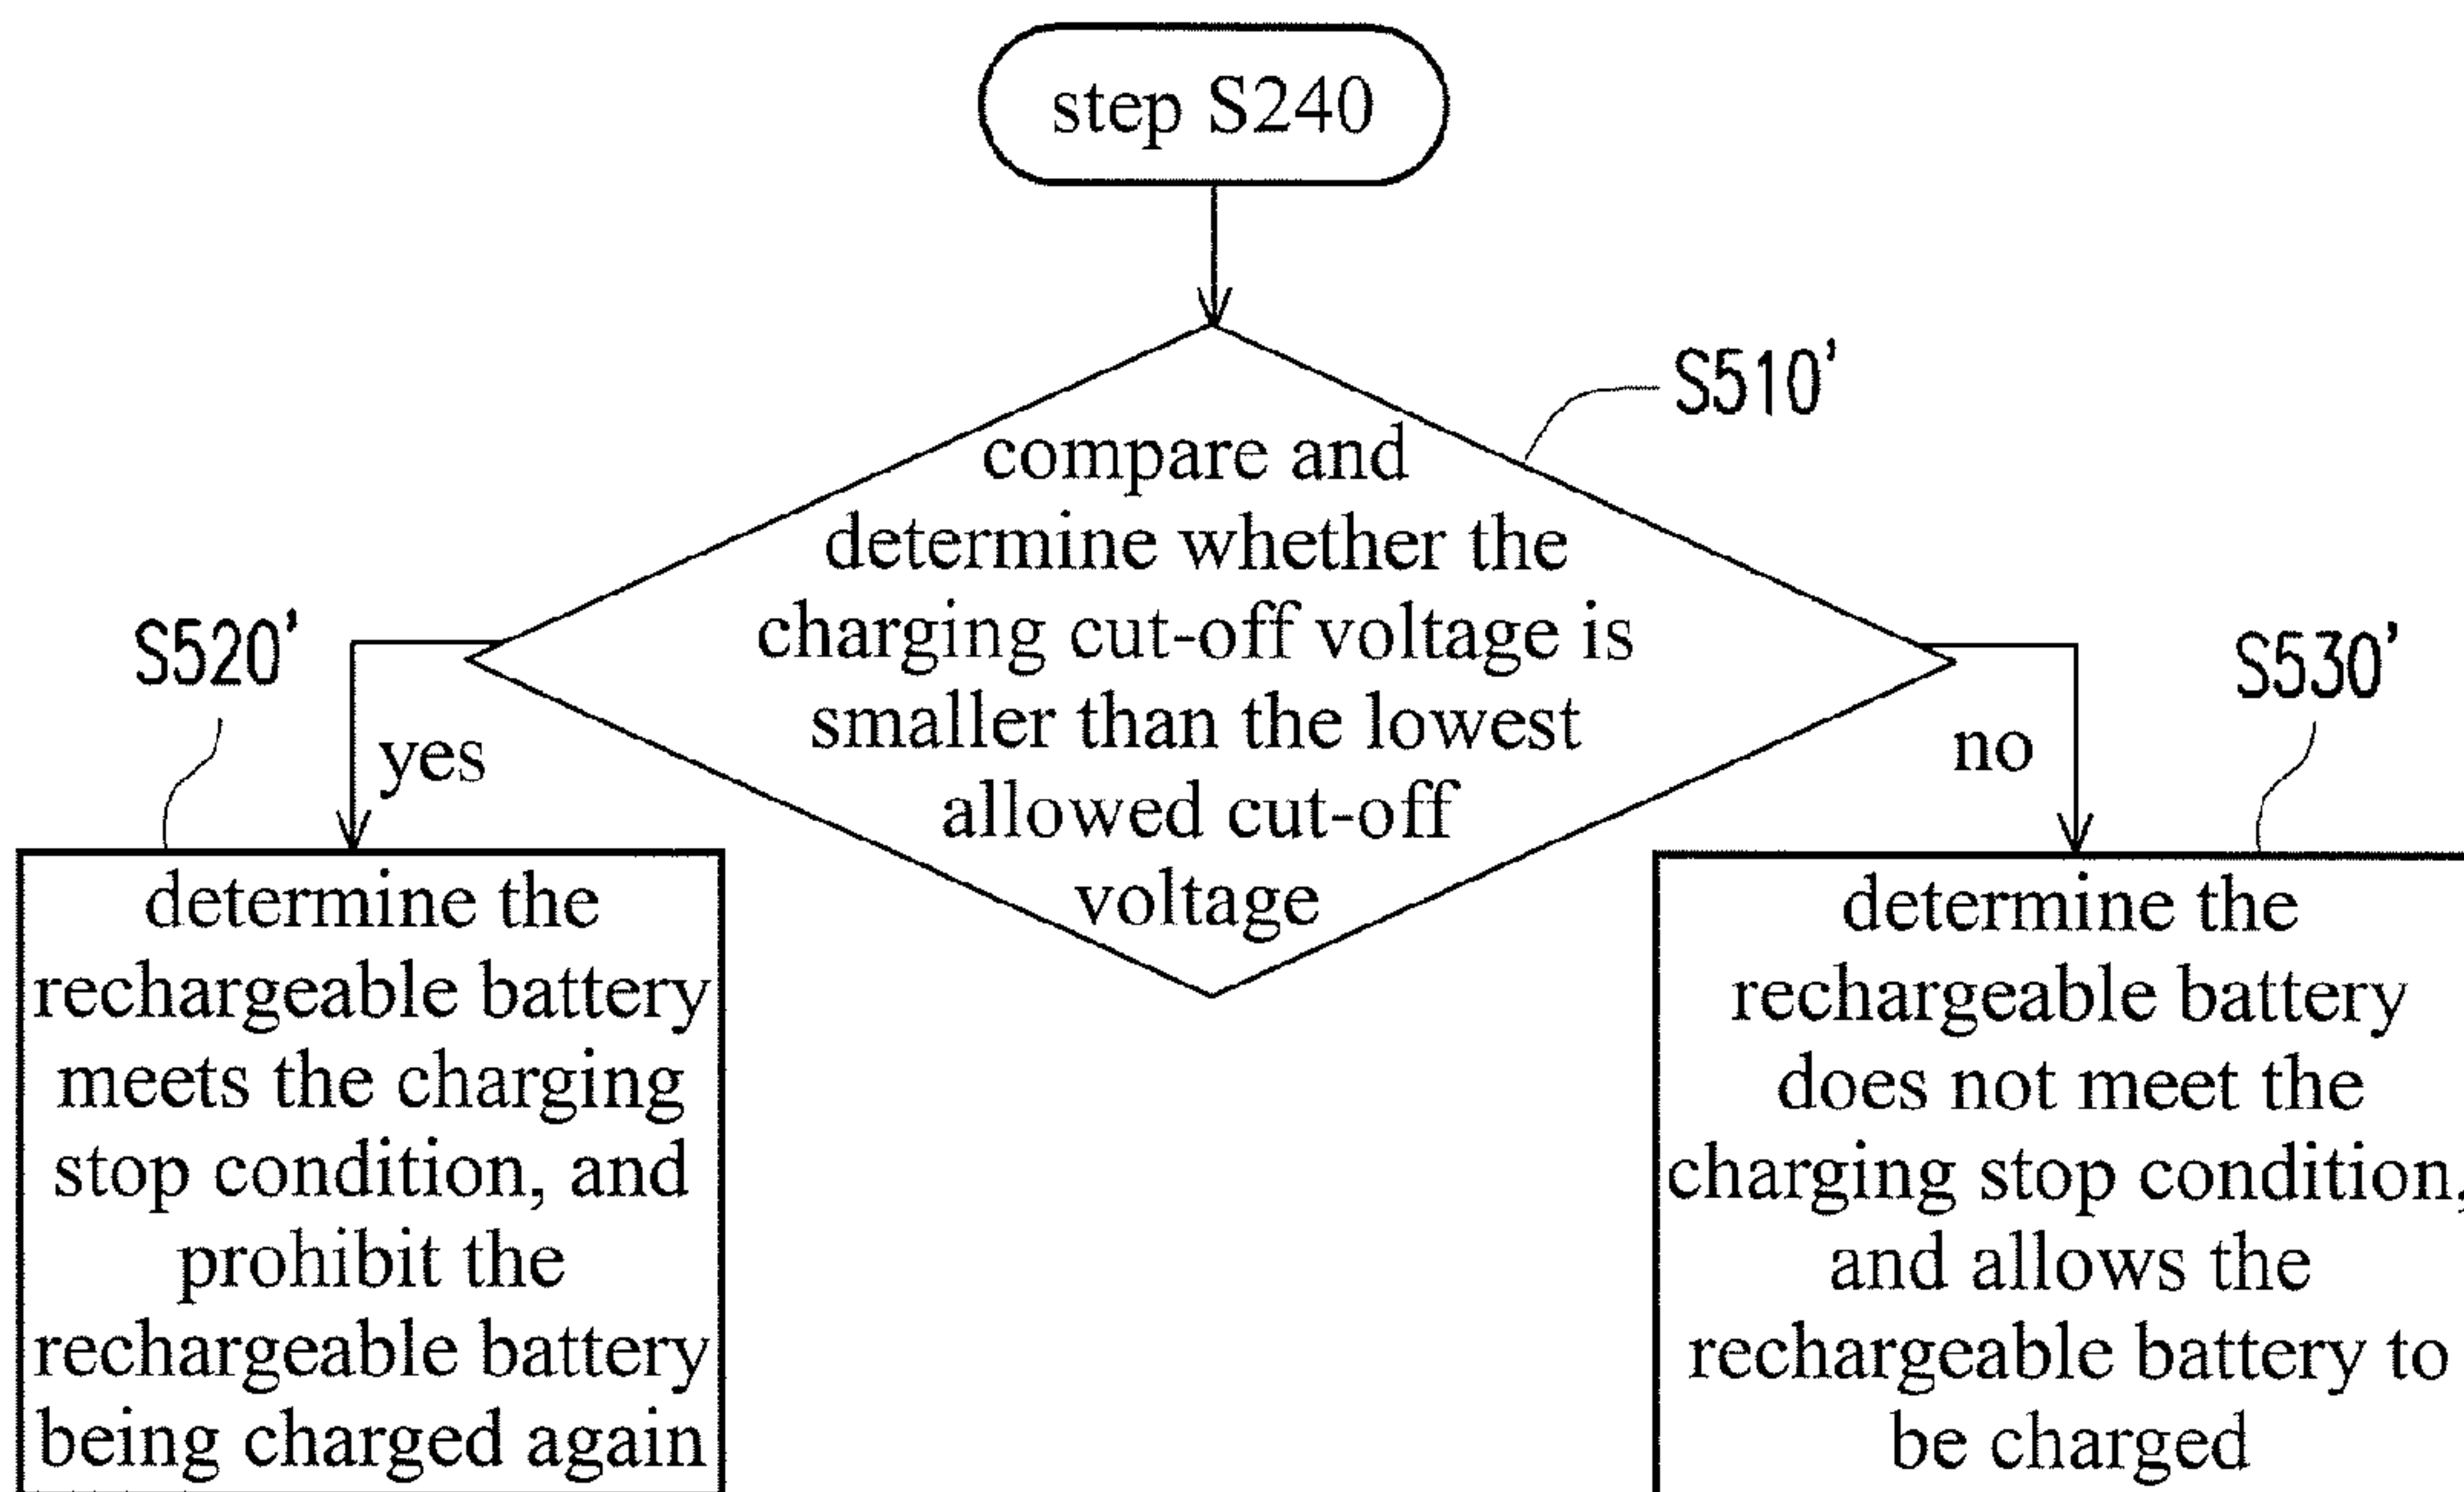 step S240
S510'
compare and
determine whether the
charging cut-off voltage is
smaller than the lowest
allowed cut-off
voltage
S520'
yes
S530'
no
determine the
rechargeable battery
meets the charging
stop condition, and
prohibit the
rechargeable battery
being charged again
determine the
rechargeable battery
does not meet the
charging stop condition,
and allows the
rechargeable battery to
be charged